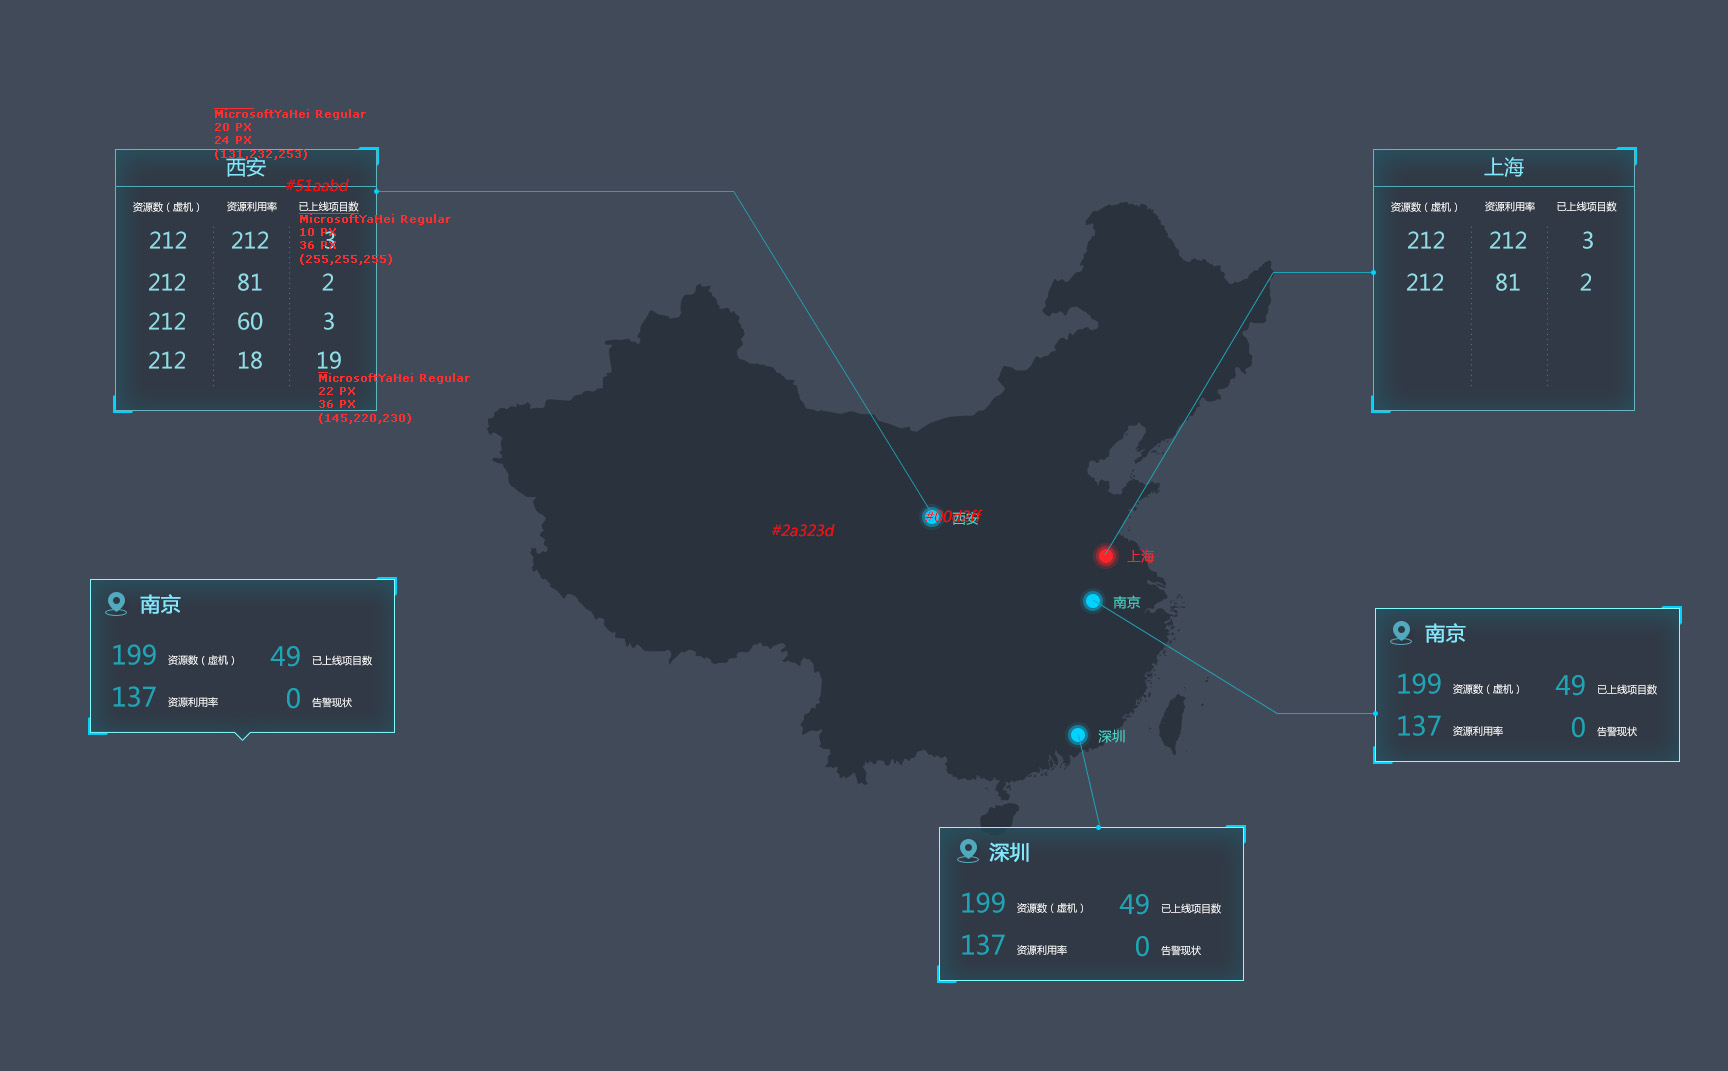 MicrosoftYaHei Regular
20 PX
24 PX
(131,232,253)
西安
#51aabd
资源数（虚机） 资源利用率 已上线项目数
MicrosoftYaHei Regular
10 PX
36 PX
(255,255,255)
212 212 3
212 81 2
212 60 3
212 18 19
MicrosoftYaHei Regular
22 PX
36 PX
(145,220,230)
上海
资源数（虚机） 资源利用率 已上线项目数
212 212 3
212 81 2
#2a323d
西安
上海
南京
深圳
南京
199 资源数（虚机） 49 已上线项目数
137 资源利用率 0 告警现状
南京
199 资源数（虚机） 49 已上线项目数
137 资源利用率 0 告警现状
深圳
199 资源数（虚机） 49 已上线项目数
137 资源利用率 0 告警现状